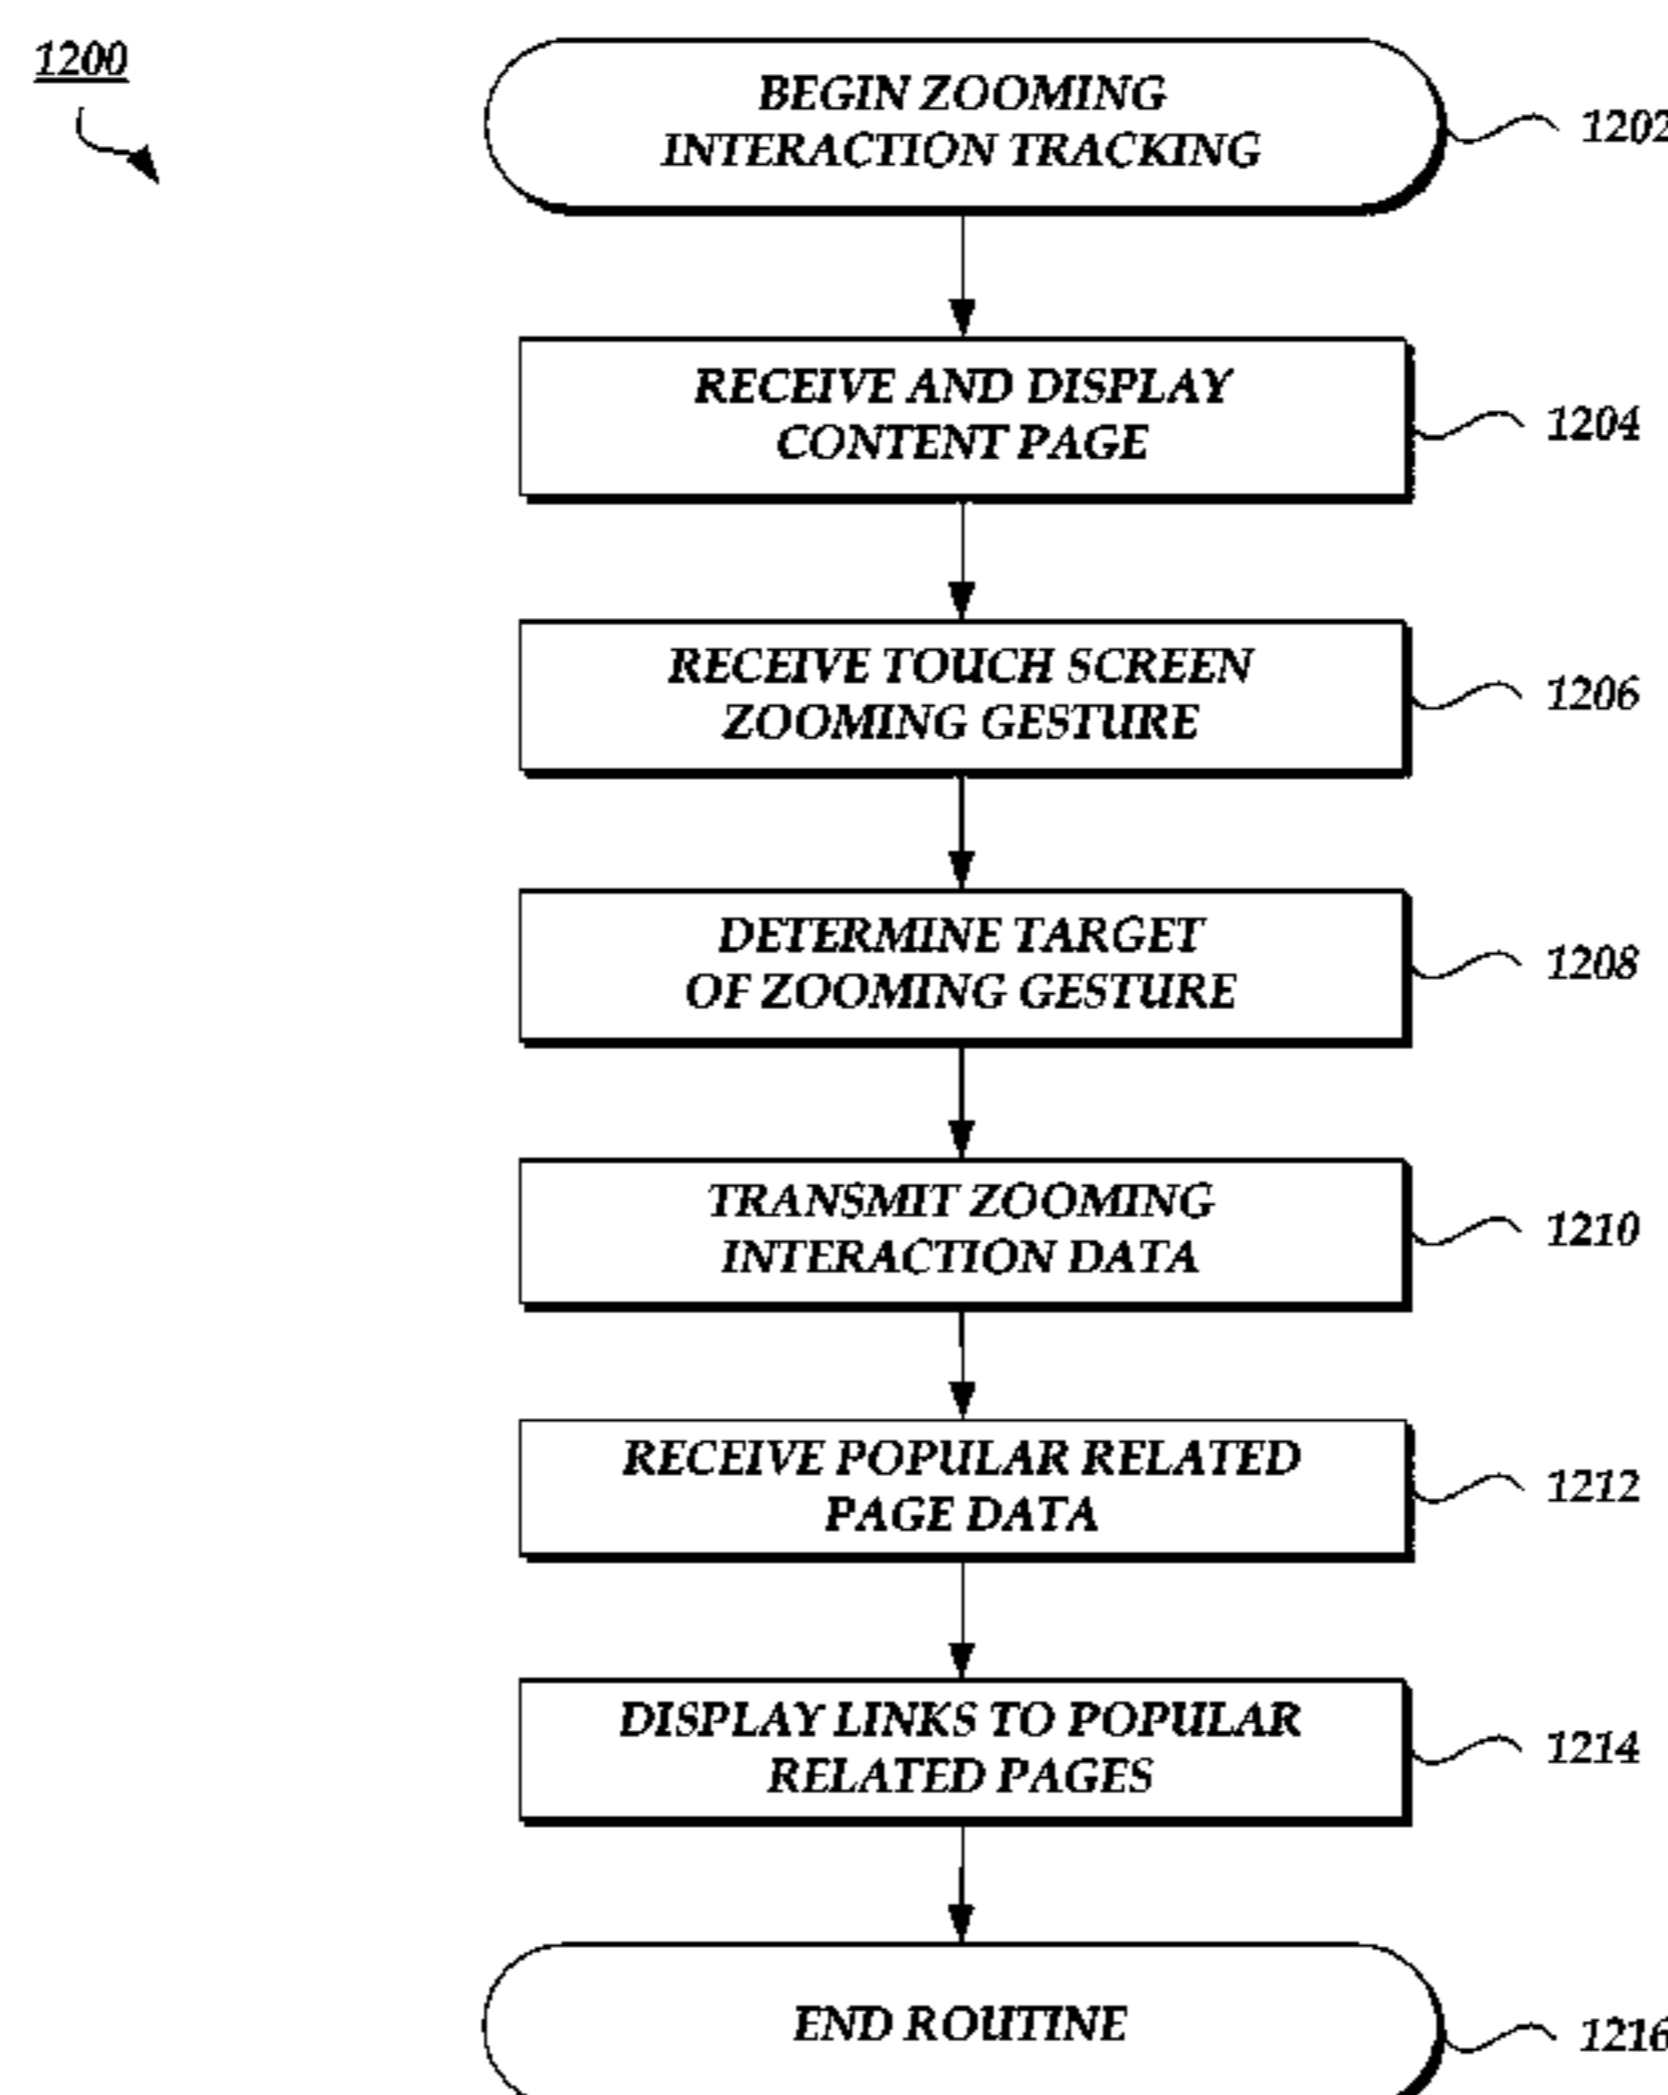 1200
BEGIN ZOOMING
INTERACTION TRACKING
1202
RECEIVE AND DISPLAY
CONTENT PAGE
1204
RECEIVE TOUCH SCREEN
ZOOMING GESTURE
1206
DETERMINE TARGET
OF ZOOMING GESTURE
1208
TRANSMIT ZOOMING
INTERACTION DATA
1210
RECEIVE POPULAR RELATED
PAGE DATA
1212
DISPLAY LINKS TO POPULAR
RELATED PAGES
1214
END ROUTINE
1216